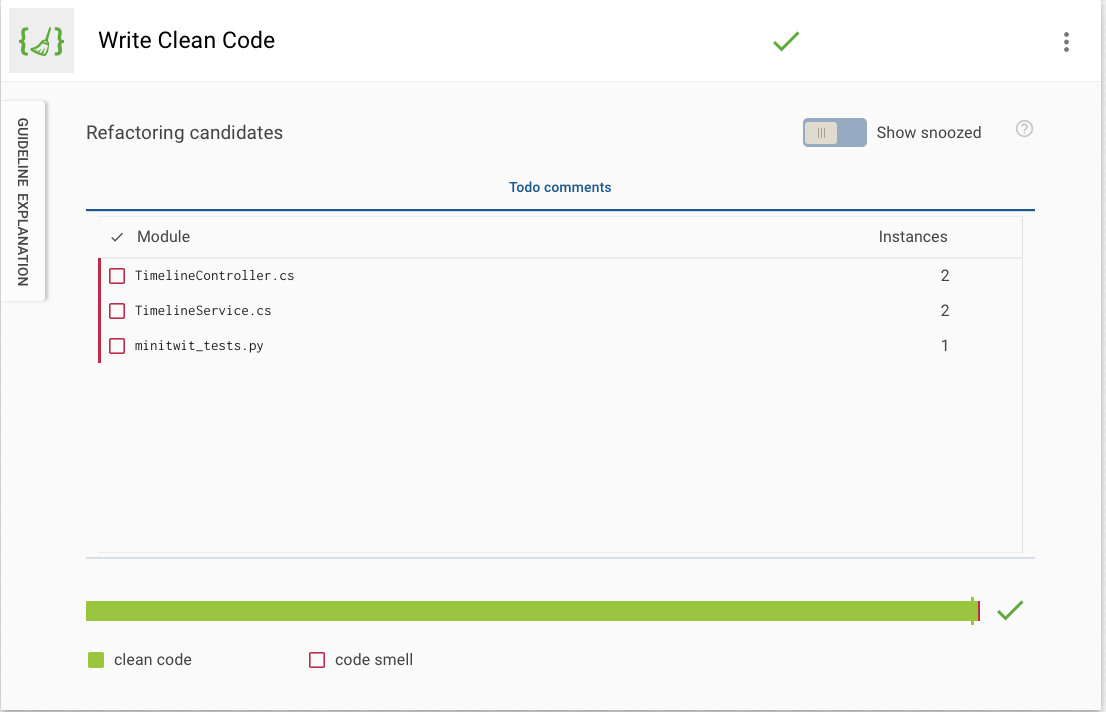 Write Clean Code
GUIDELINE EXPLANATION
Refactoring candidates
Show snoozed
?
Todo comments
Module Instances
TimelineController.cs 2
TimelineService.cs 2
minitwit_tests.py 1
clean code
code smell